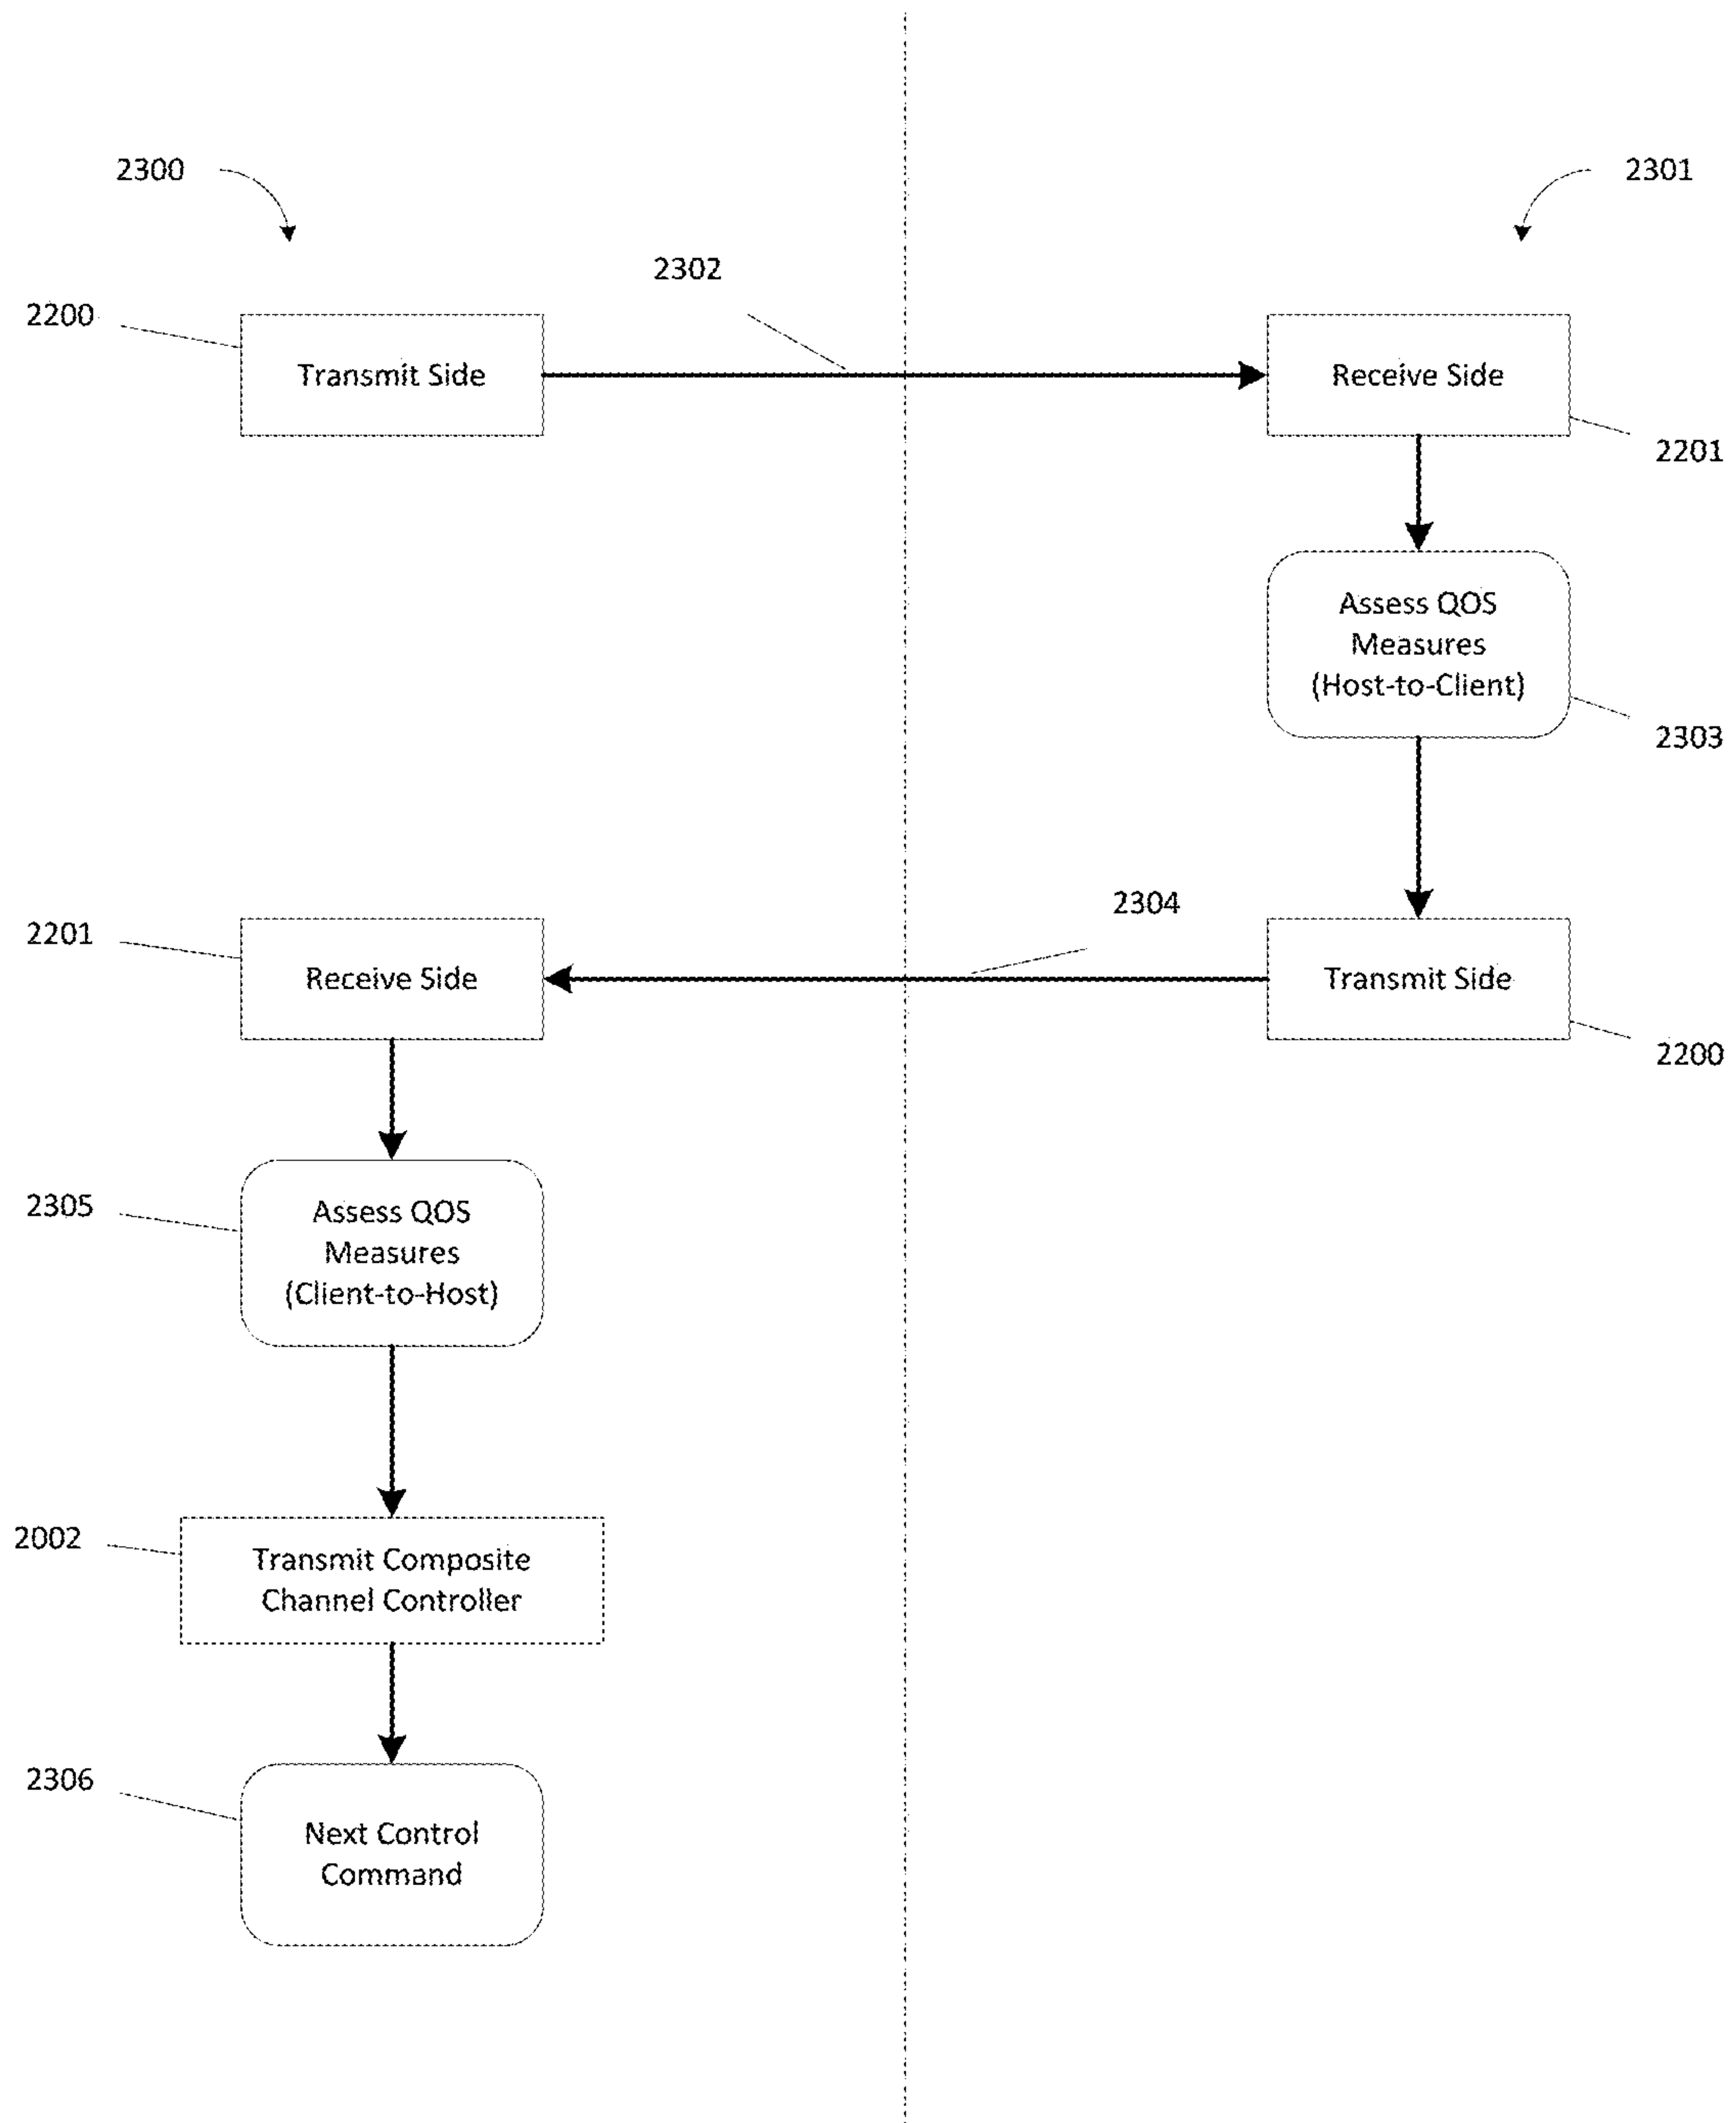 2300
2301
2302
2200
Transmit Side
Receive Side
2201
Assess QOS
Measures
(Host-to-Client)
2303
2304
2201
Receive Side
Transmit Side
2200
2305
Assess QOS
Measures
(Client-to-Host)
2002
Transmit Composite
Channel Controller
2306
Next Control
Command